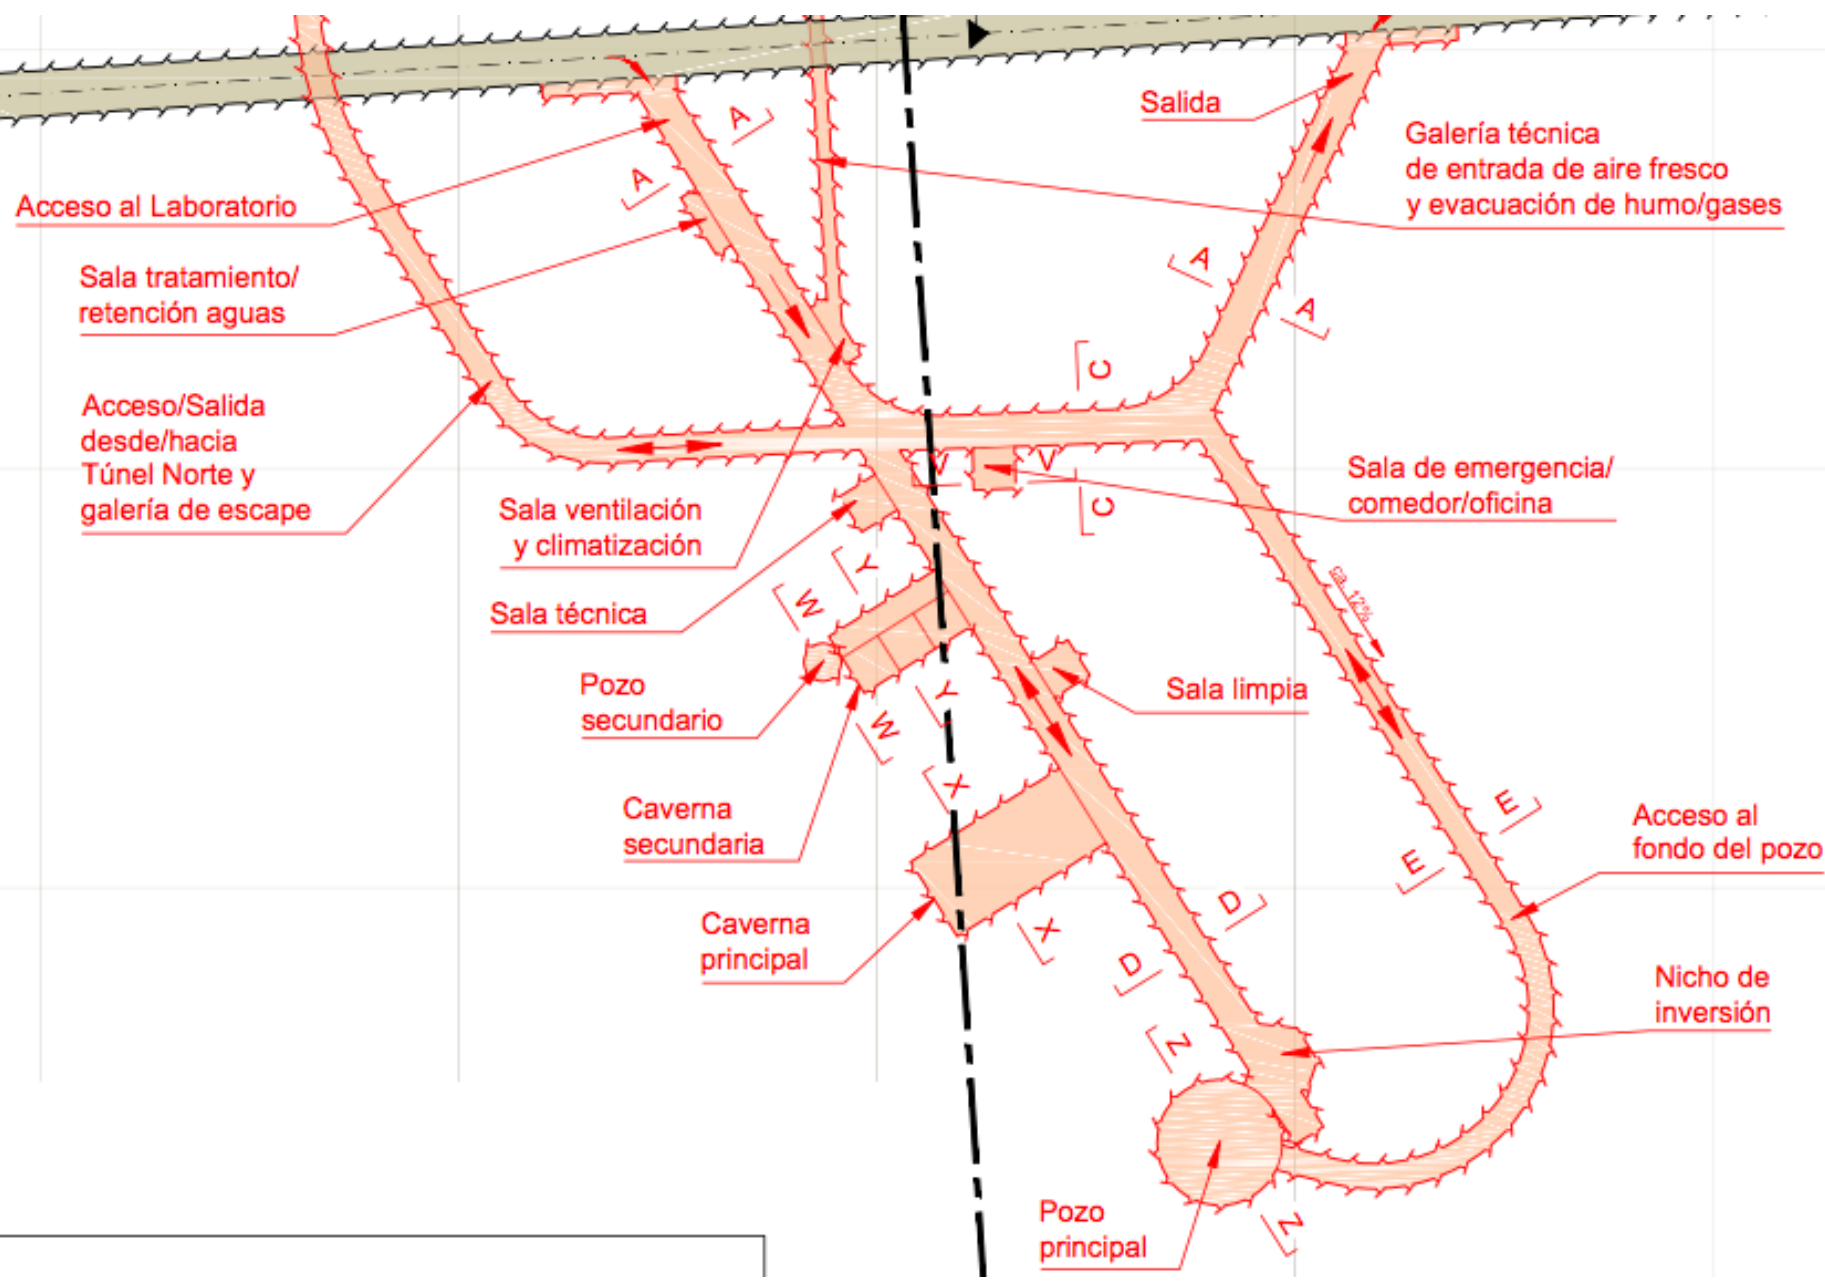 Salida
Galería técnica
de entrada de aire fresco
y evacuación de humo/gases
A
A
Acceso al Laboratorio
Sala tratamiento/
retención aguas
A
A
Acceso/Salida
desde/hacia
Túnel Norte y
galería de escape
C
V
V
C
Sala de emergencia/
comedor/oficina
Sala ventilación
y climatización
Sala técnica
Y
W
ca. 12%
Pozo
secundario
Y
W
Sala limpia
Caverna
secundaria
X
E
E
Acceso al
fondo del pozo
Caverna
principal
X
D
D
Nicho de
inversión
Z
Z
Pozo
principal